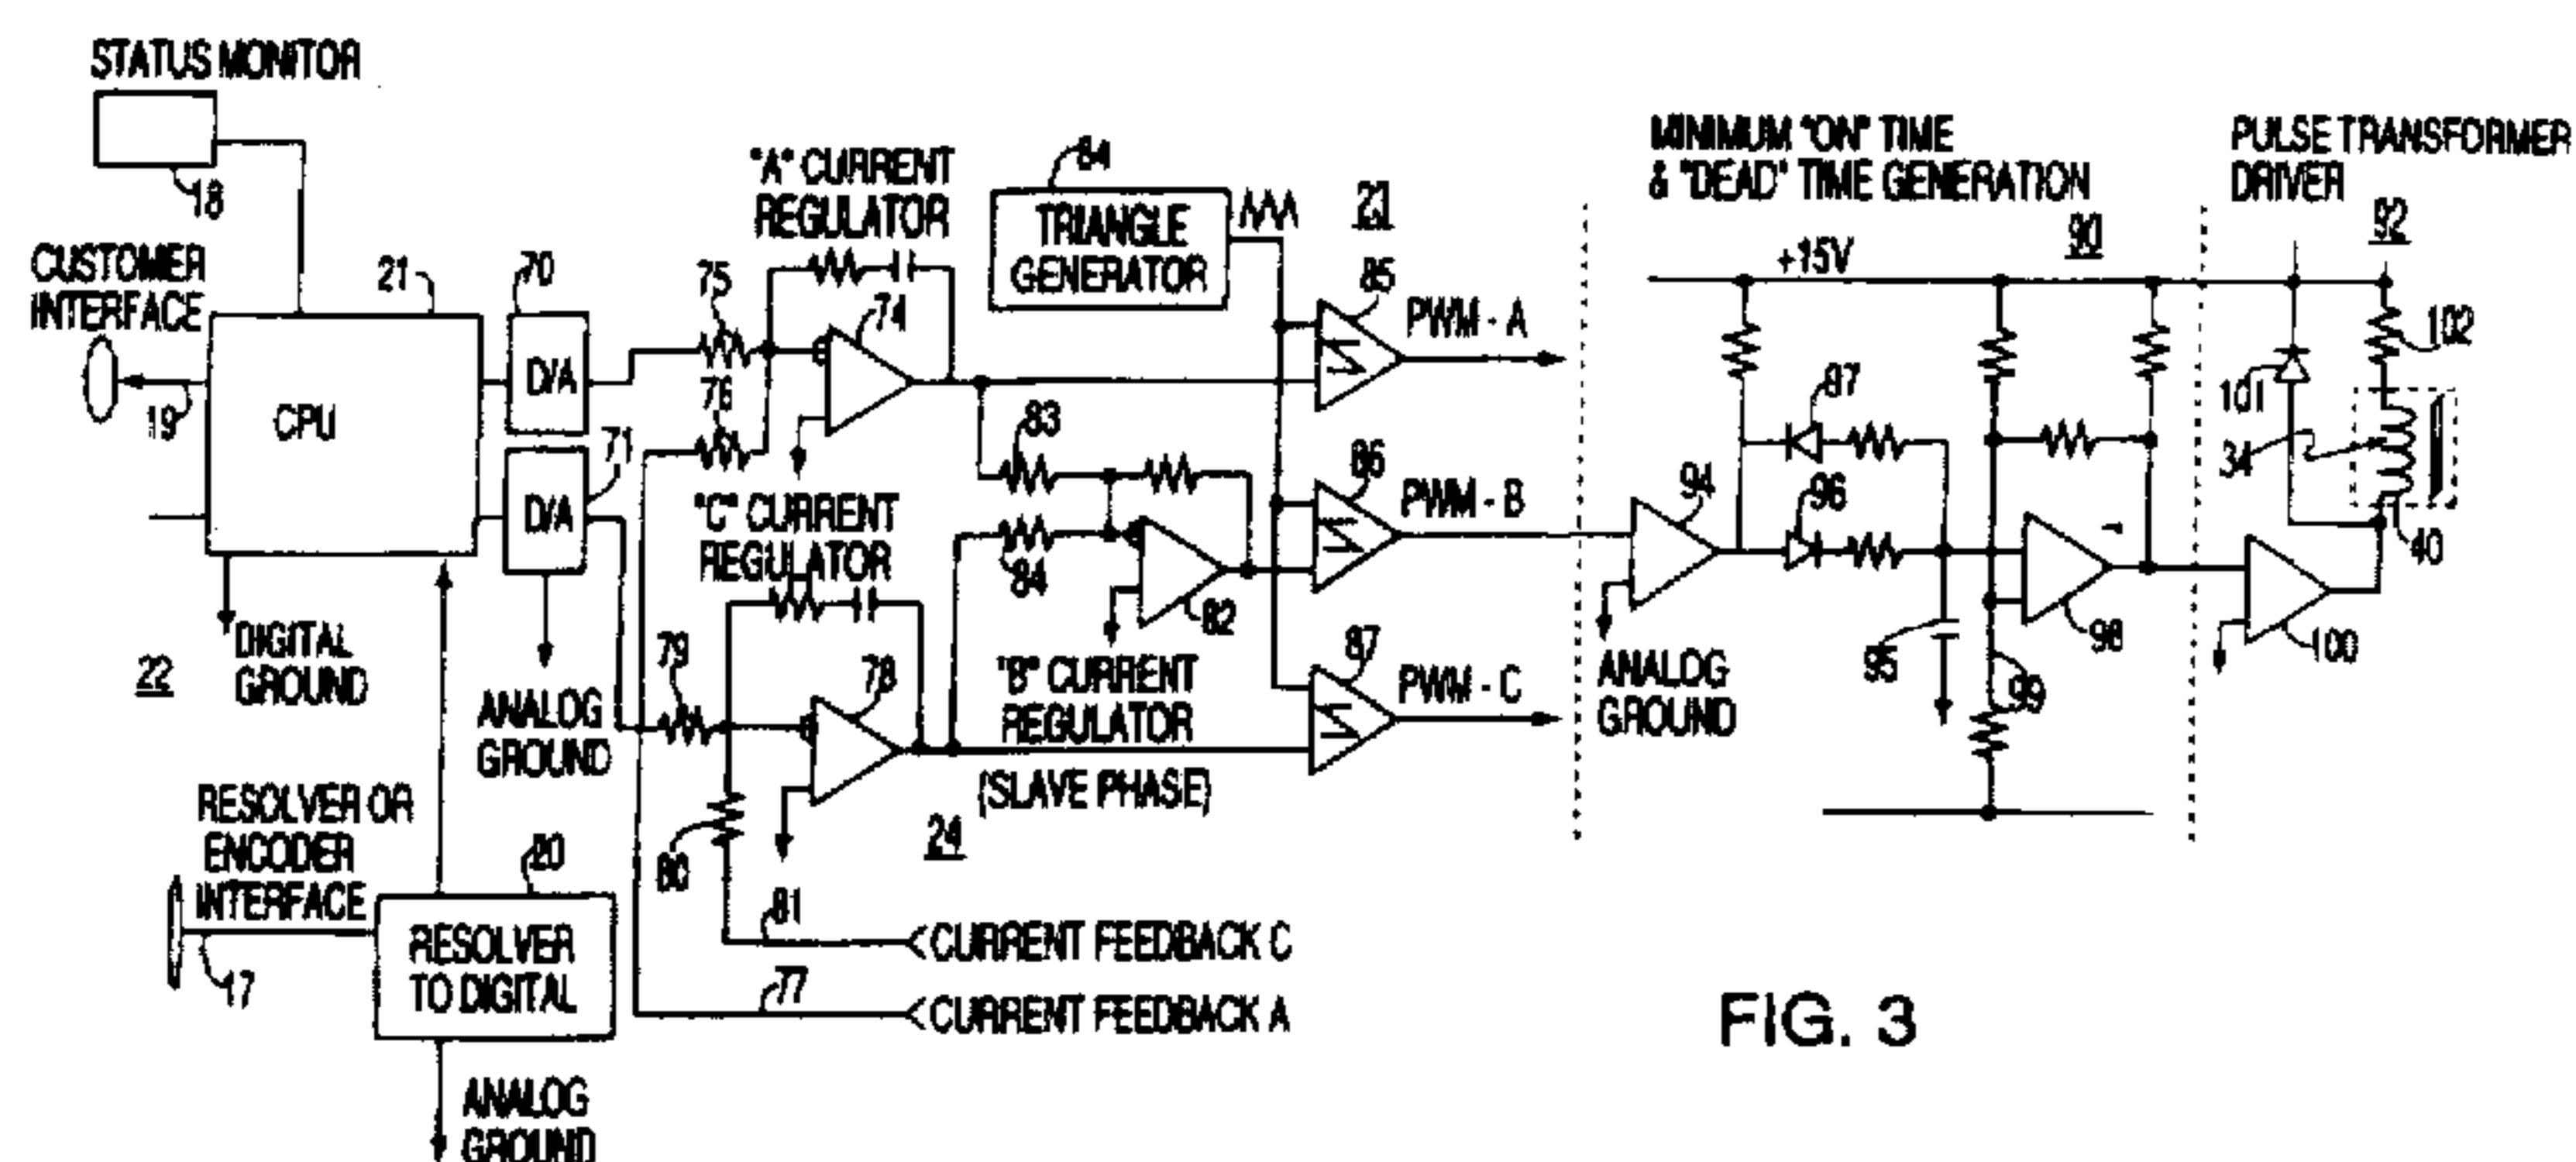 STATUS MONITOR
18
CUSTOMER
INTERFACE
19
21
CPU
70
D/A
71
D/A
DIGITAL
GROUND
22
ANALOG
GROUND
RESOLVER OR
ENCODER
INTERFACE
17
20
RESOLVER
TO DIGITAL
ANALOG
GROUND
"A" CURRENT
REGULATOR
75
76
74
"C" CURRENT
REGULATOR
79
78
80
81
CURRENT FEEDBACK C
77
CURRENT FEEDBACK A
84
TRIANGLE
GENERATOR
83
84
82
"B" CURRENT
REGULATOR
(SLAVE PHASE)
24
85
PWM - A
86
PWM - B
87
PWM - C
MINIMUM "ON" TIME
& "DEAD" TIME GENERATION
90
+15V
97
96
94
ANALOG
GROUND
95
98
99
PULSE TRANSFORMER
DRIVER
92
102
101
34
40
100
FIG. 3